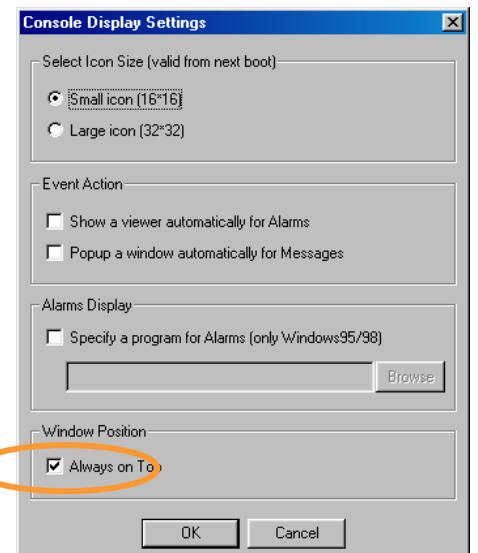 Console Display Settings
Select Icon Size (valid from next boot)
Small icon (16*16)
Large icon (32*32)
Event Action
Show a viewer automatically for Alarms
Popup a window automatically for Messages
Alarms Display
Specify a program for Alarms (only Windows95/98)
Browse
Window Position
Always on Top
OK Cancel